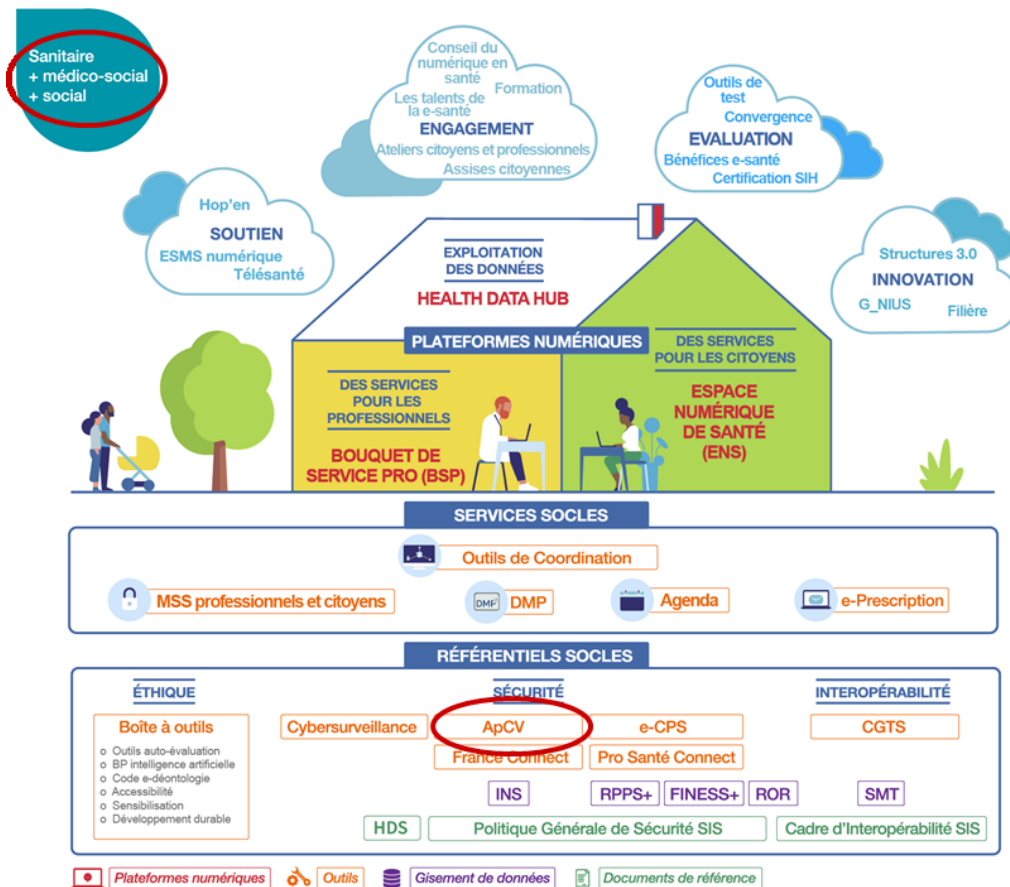 Sanitaire
+ médico-social
+ social
Conseil du
numérique en
santé
Formation
Les talents de
la e-santé
ENGAGEMENT
Ateliers citoyens et professionnels
Assises citoyennes
Outils de
test
Convergence
EVALUATION
Bénéfices e-santé
Certification SIH
Hop'en
SOUTIEN
ESMS numérique
Télésanté
Structures 3.0
INNOVATION
G_NIUS
Filière
EXPLOITATION
DES DONNÉES
HEALTH DATA HUB
PLATEFORMES NUMÉRIQUES
DES SERVICES
POUR LES
PROFESSIONNELS
BOUQUET DE
SERVICE PRO (BSP)
DES SERVICES
POUR LES CITOYENS
ESPACE
NUMÉRIQUE
DE SANTÉ
(ENS)
SERVICES SOCLES
Outils de Coordination
MSS professionnels et citoyens
DMP DMP
Agenda
e-Prescription
RÉFÉRENTIELS SOCLES
ÉTHIQUE
Boîte à outils
o Outils auto-évaluation
o BP intelligence artificielle
o Code e-déontologie
o Accessibilité
o Sensibilisation
o Développement durable
SÉCURITÉ
Cybersurveillance
ApCV
e-CPS
France Connect
Pro Santé Connect
INS
RPPS+
FINESS+
ROR
HDS
Politique Générale de Sécurité SIS
INTEROPÉRABILITÉ
CGTS
SMT
Cadre d'Interopérabilité SIS
Plateformes numériques
Outils
Gisement de données
Documents de référence